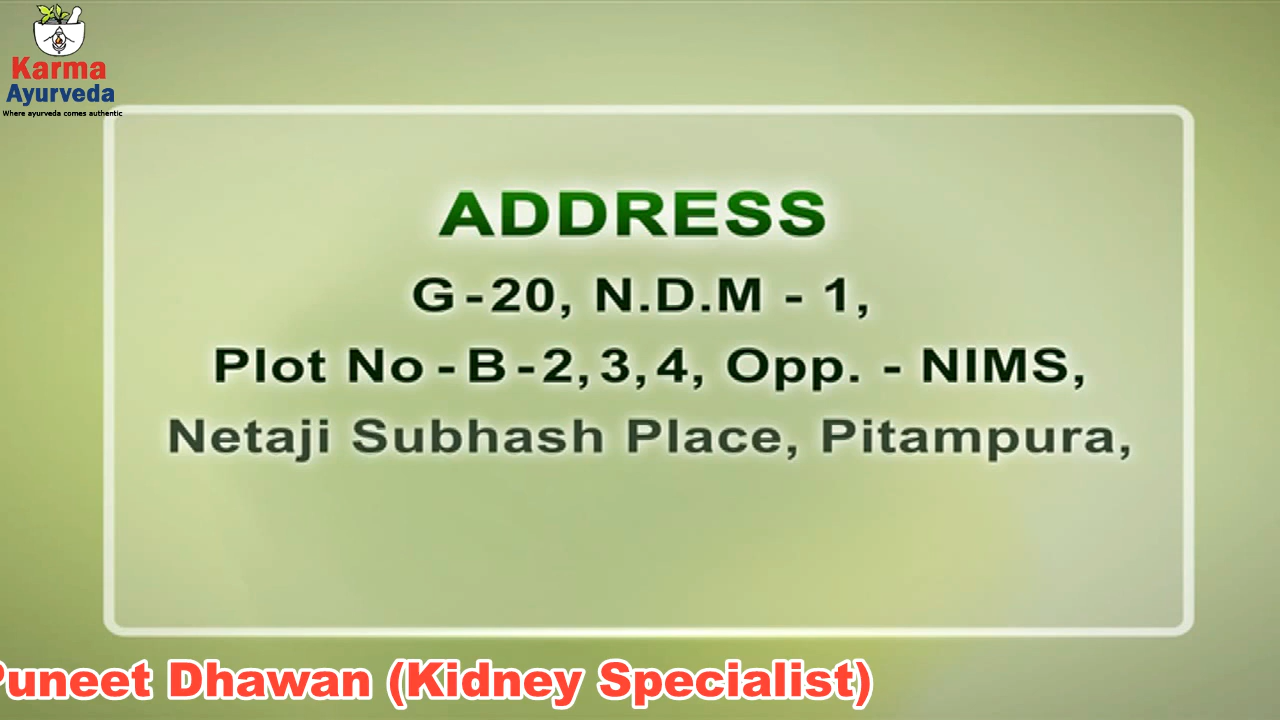 Karma
Ayurveda
Where ayurveda comes authentic
ADDRESS
G-20, N.D.M - 1,
Plot No-B-2,3,4, Opp. - NIMS,
Netaji Subhash Place, Pitampura,
Puneet Dhawan (Kidney Specialist)